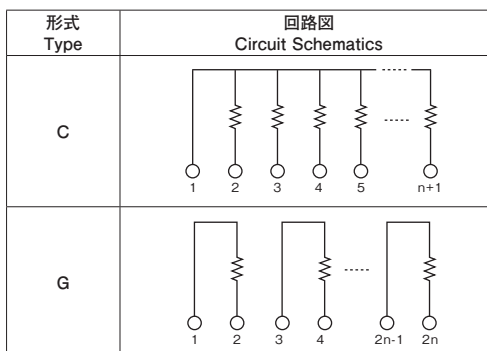 形式
Type
回路図
Circuit Schematics
C
1 2 3 4 5 n+1
G
1 2 3 4 2n-1 2n